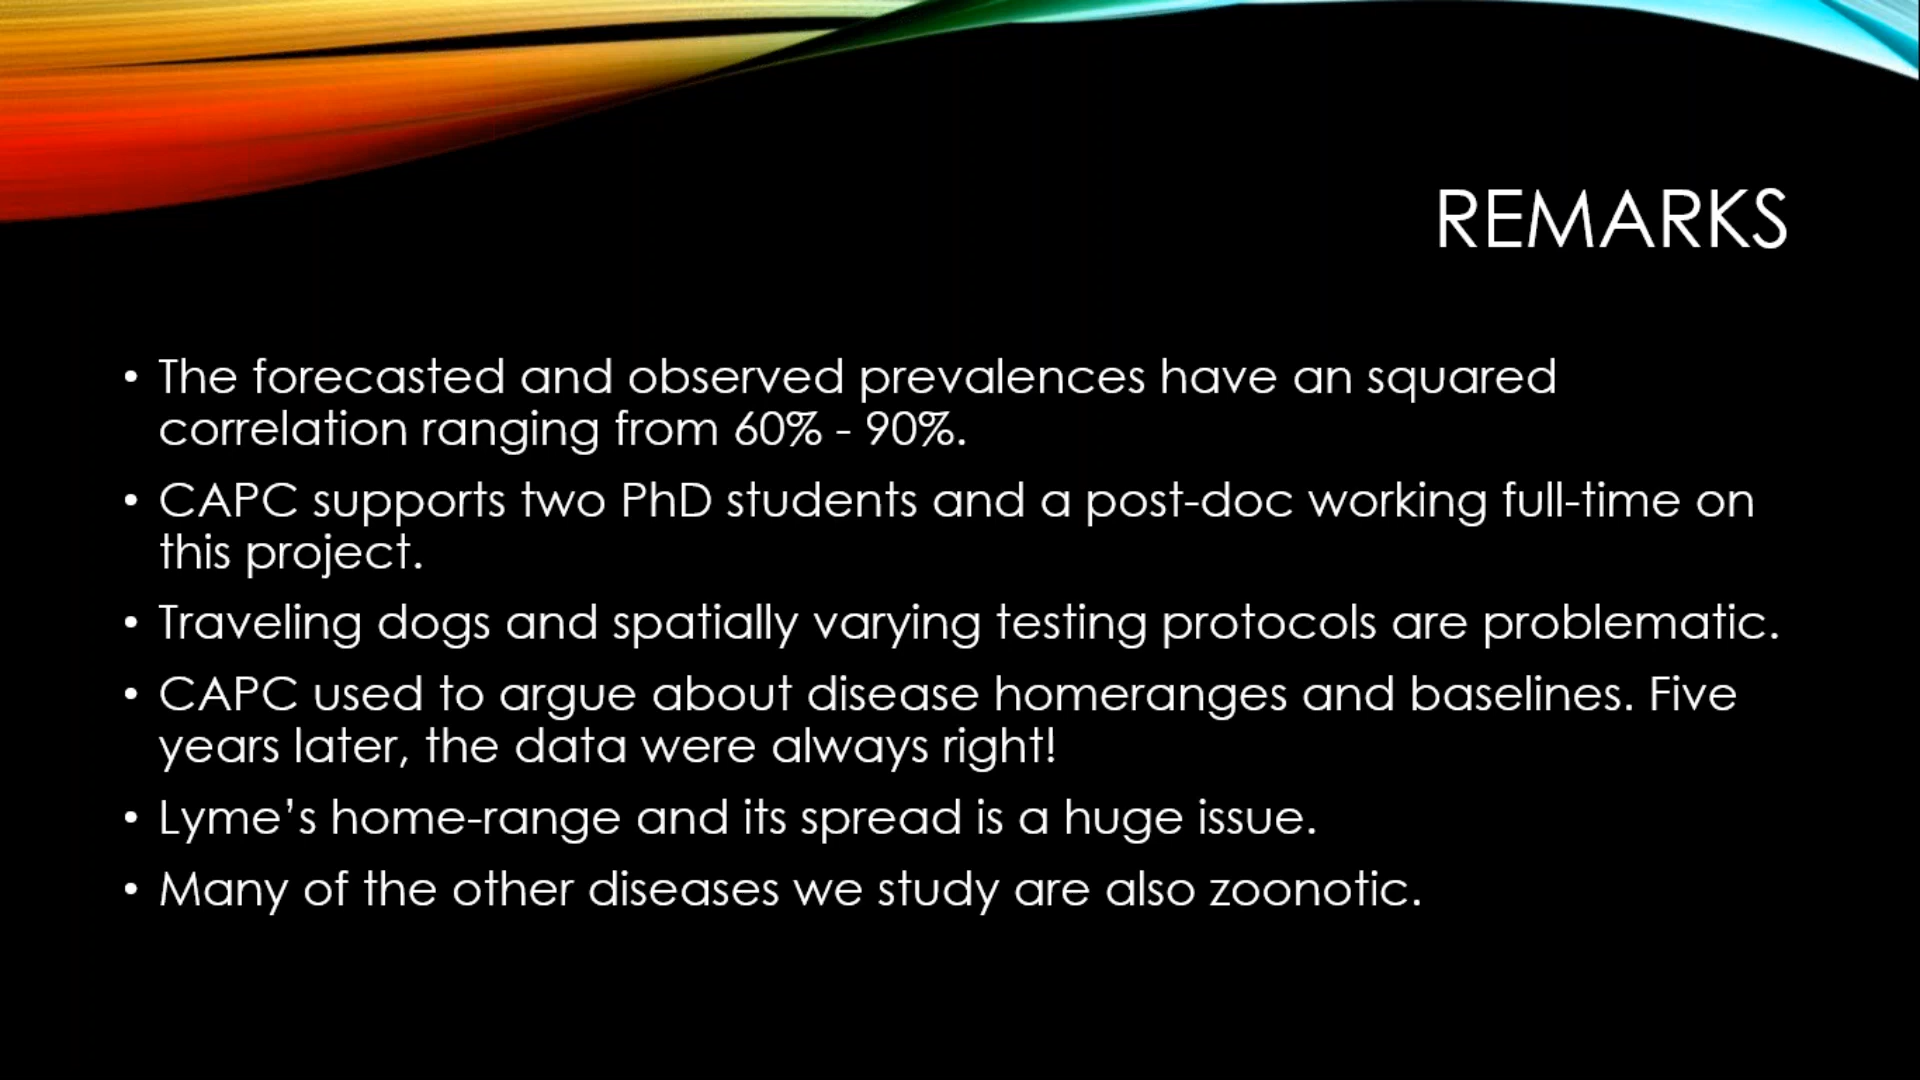 REMARKS
• The forecasted and observed prevalences have an squared
correlation ranging from 60% - 90%.
• CAPC supports two PhD students and a post-doc working full-time on
this project.
• Traveling dogs and spatially varying testing protocols are problematic.
• CAPC used to argue about disease homeranges and baselines. Five
years later, the data were always right!
• Lyme’s home-range and its spread is a huge issue.
• Many of the other diseases we study are also zoonotic.